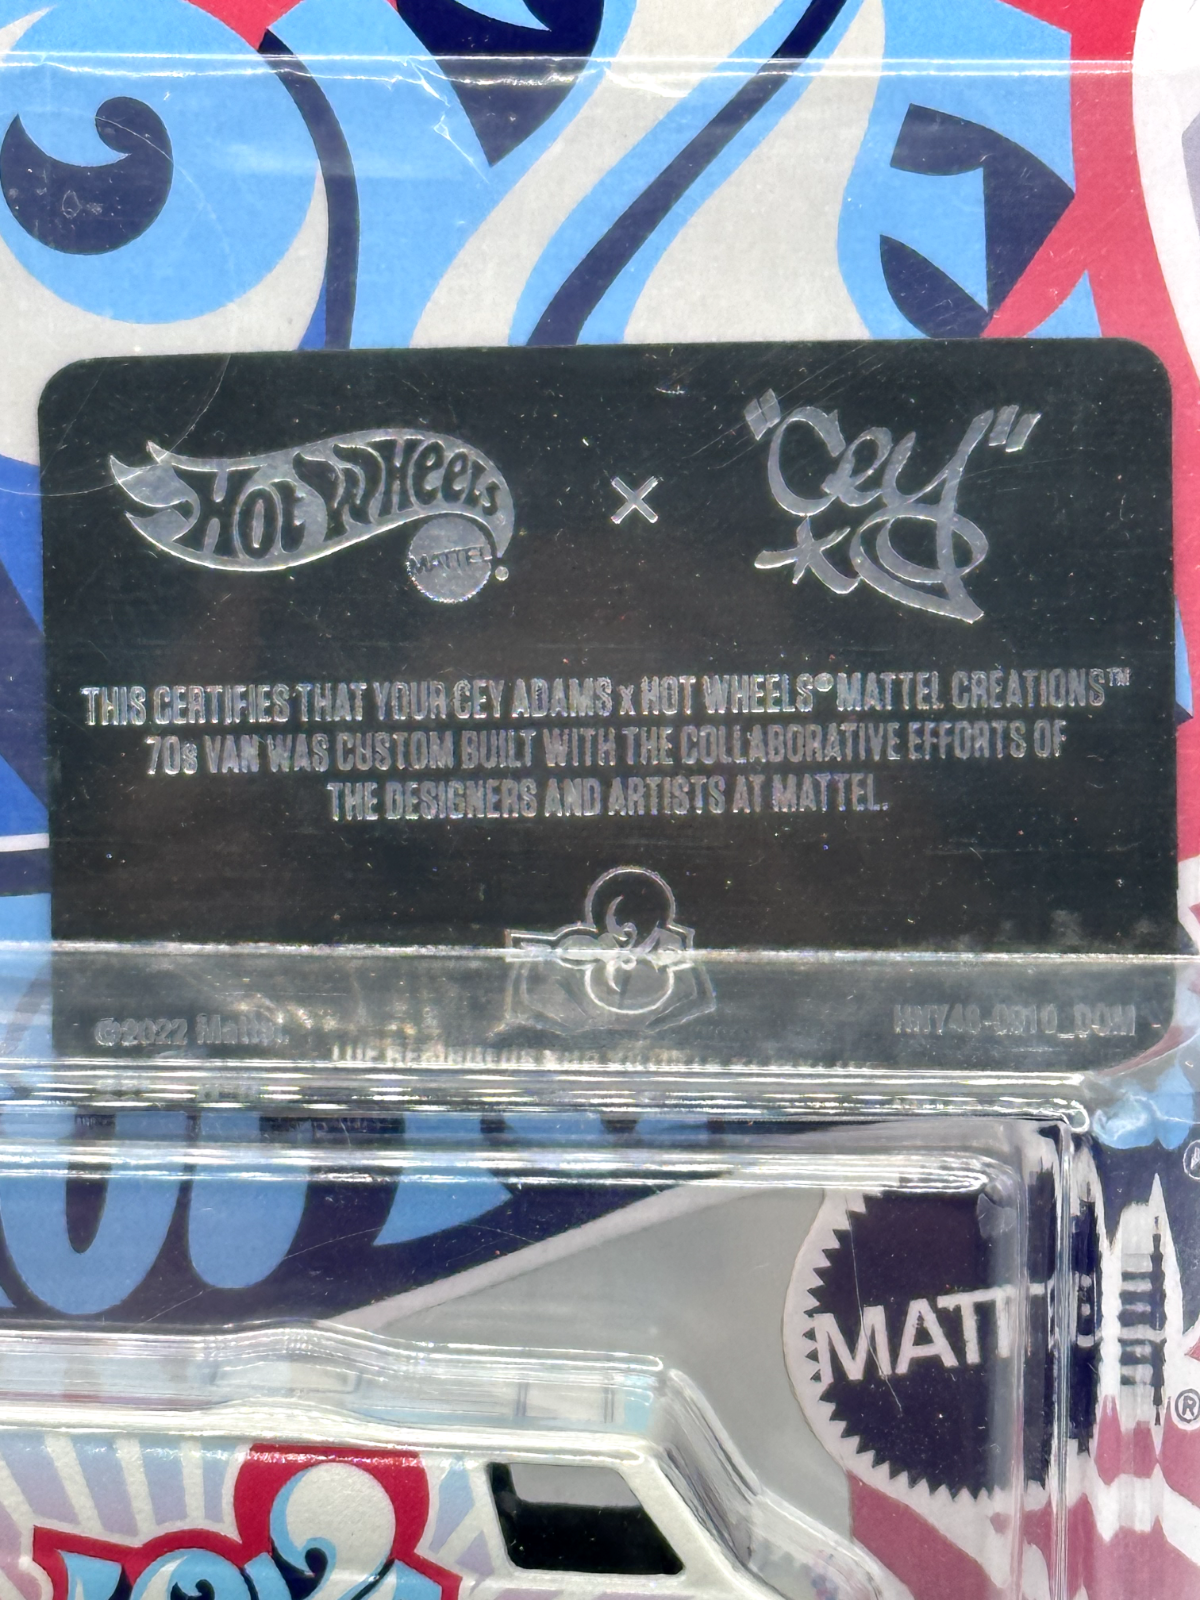 Hot Wheels
MATTEL
x
"Cey"
THIS CERTIFIES THAT YOUR CEY ADAMS x HOT WHEELS® MATTEL CREATIONS™
70s VAN WAS CUSTOM BUILT WITH THE COLLABORATIVE EFFORTS OF
THE DESIGNERS AND ARTISTS AT MATTEL.
©2022 Mattel.
MATT
®